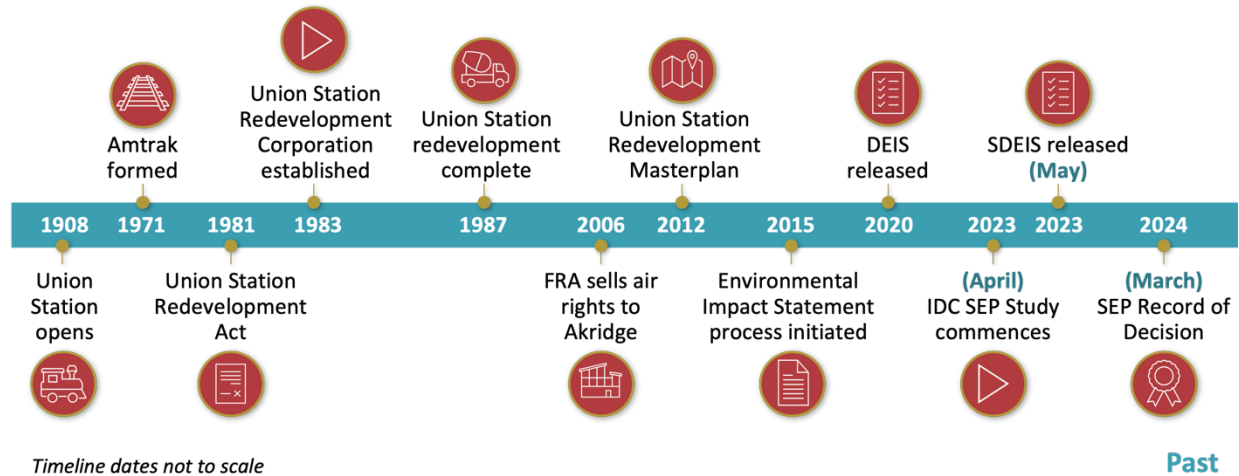 Amtrak
formed
Union Station
Redevelopment
Corporation
established
Union Station
redevelopment
complete
Union Station
Redevelopment
Masterplan
DEIS
released
SDEIS released
(May)
1908 1971 1981 1983 1987 2006 2012 2015 2020 2023 2023 2024
Union
Station
opens
Union Station
Redevelopment
Act
FRA sells air
rights to
Akridge
Environmental
Impact Statement
process initiated
(April)
IDC SEP Study
commences
(March)
SEP Record of
Decision
Timeline dates not to scale
Past